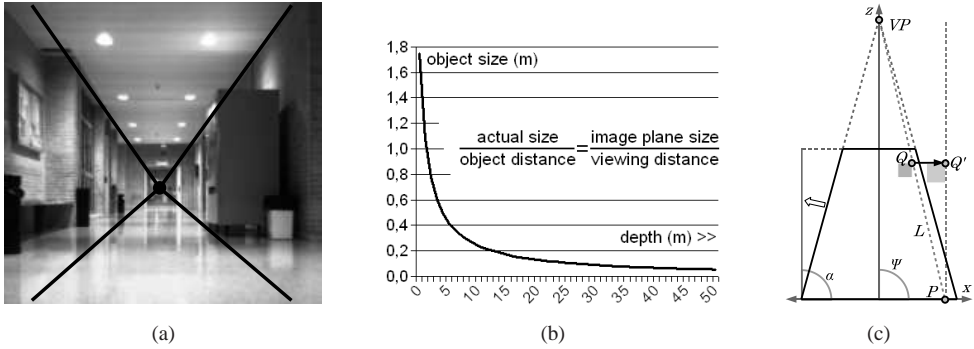 1,8
1,6
1,4
1,2
1,0
0,8
0,6
0,4
0,2
0,0
object size (m)
actual size = image plane size
object distance viewing distance
depth (m) >>
0 5 10 15 20 25 30 35 40 45 50
z
VP
Q Q'
L
α ψ
P x
(a) (b) (c)